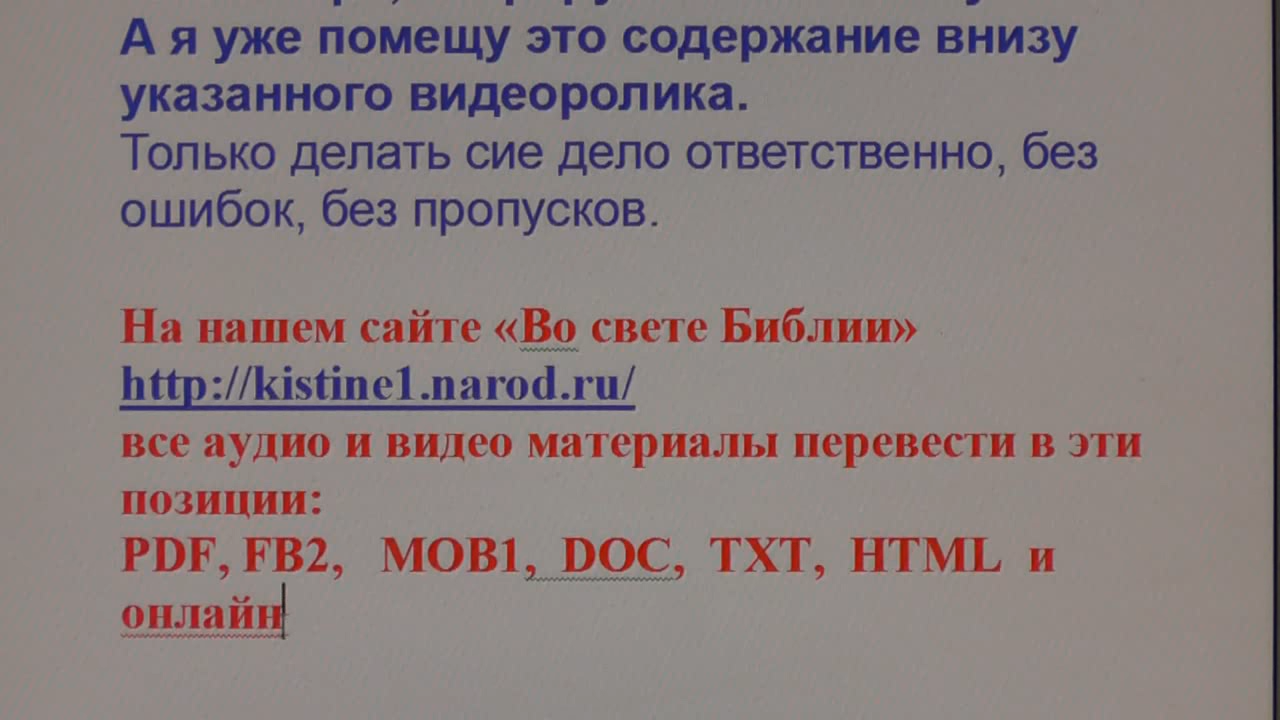 А я уже помещу это содержание внизу
указанного видеоролика.
Только делать сие дело ответственно, без
ошибок, без пропусков.
На нашем сайте «Во свете Библии»
http://kistine1.narod.ru/
все аудио и видео материалы перевести в эти
позиции:
PDF, FB2, MOB1, DOC, TXT, HTML и
онлайн